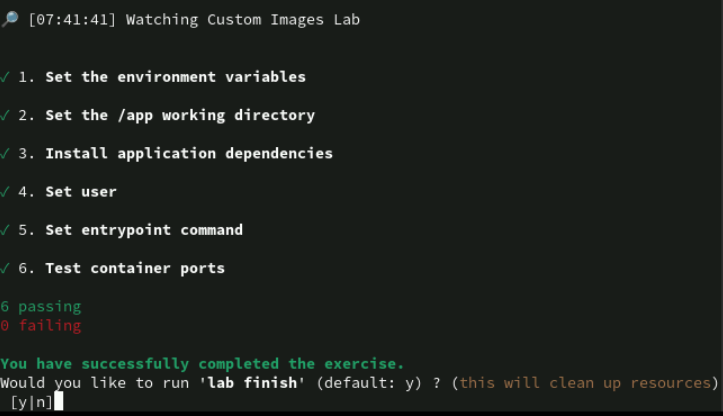 🔎 [07:41:41] Watching Custom Images Lab
✓ 1. Set the environment variables
✓ 2. Set the /app working directory
✓ 3. Install application dependencies
✓ 4. Set user
✓ 5. Set entrypoint command
✓ 6. Test container ports
6 passing
0 failing
You have successfully completed the exercise.
Would you like to run 'lab finish' (default: y) ? (this will clean up resources)
[y|n]